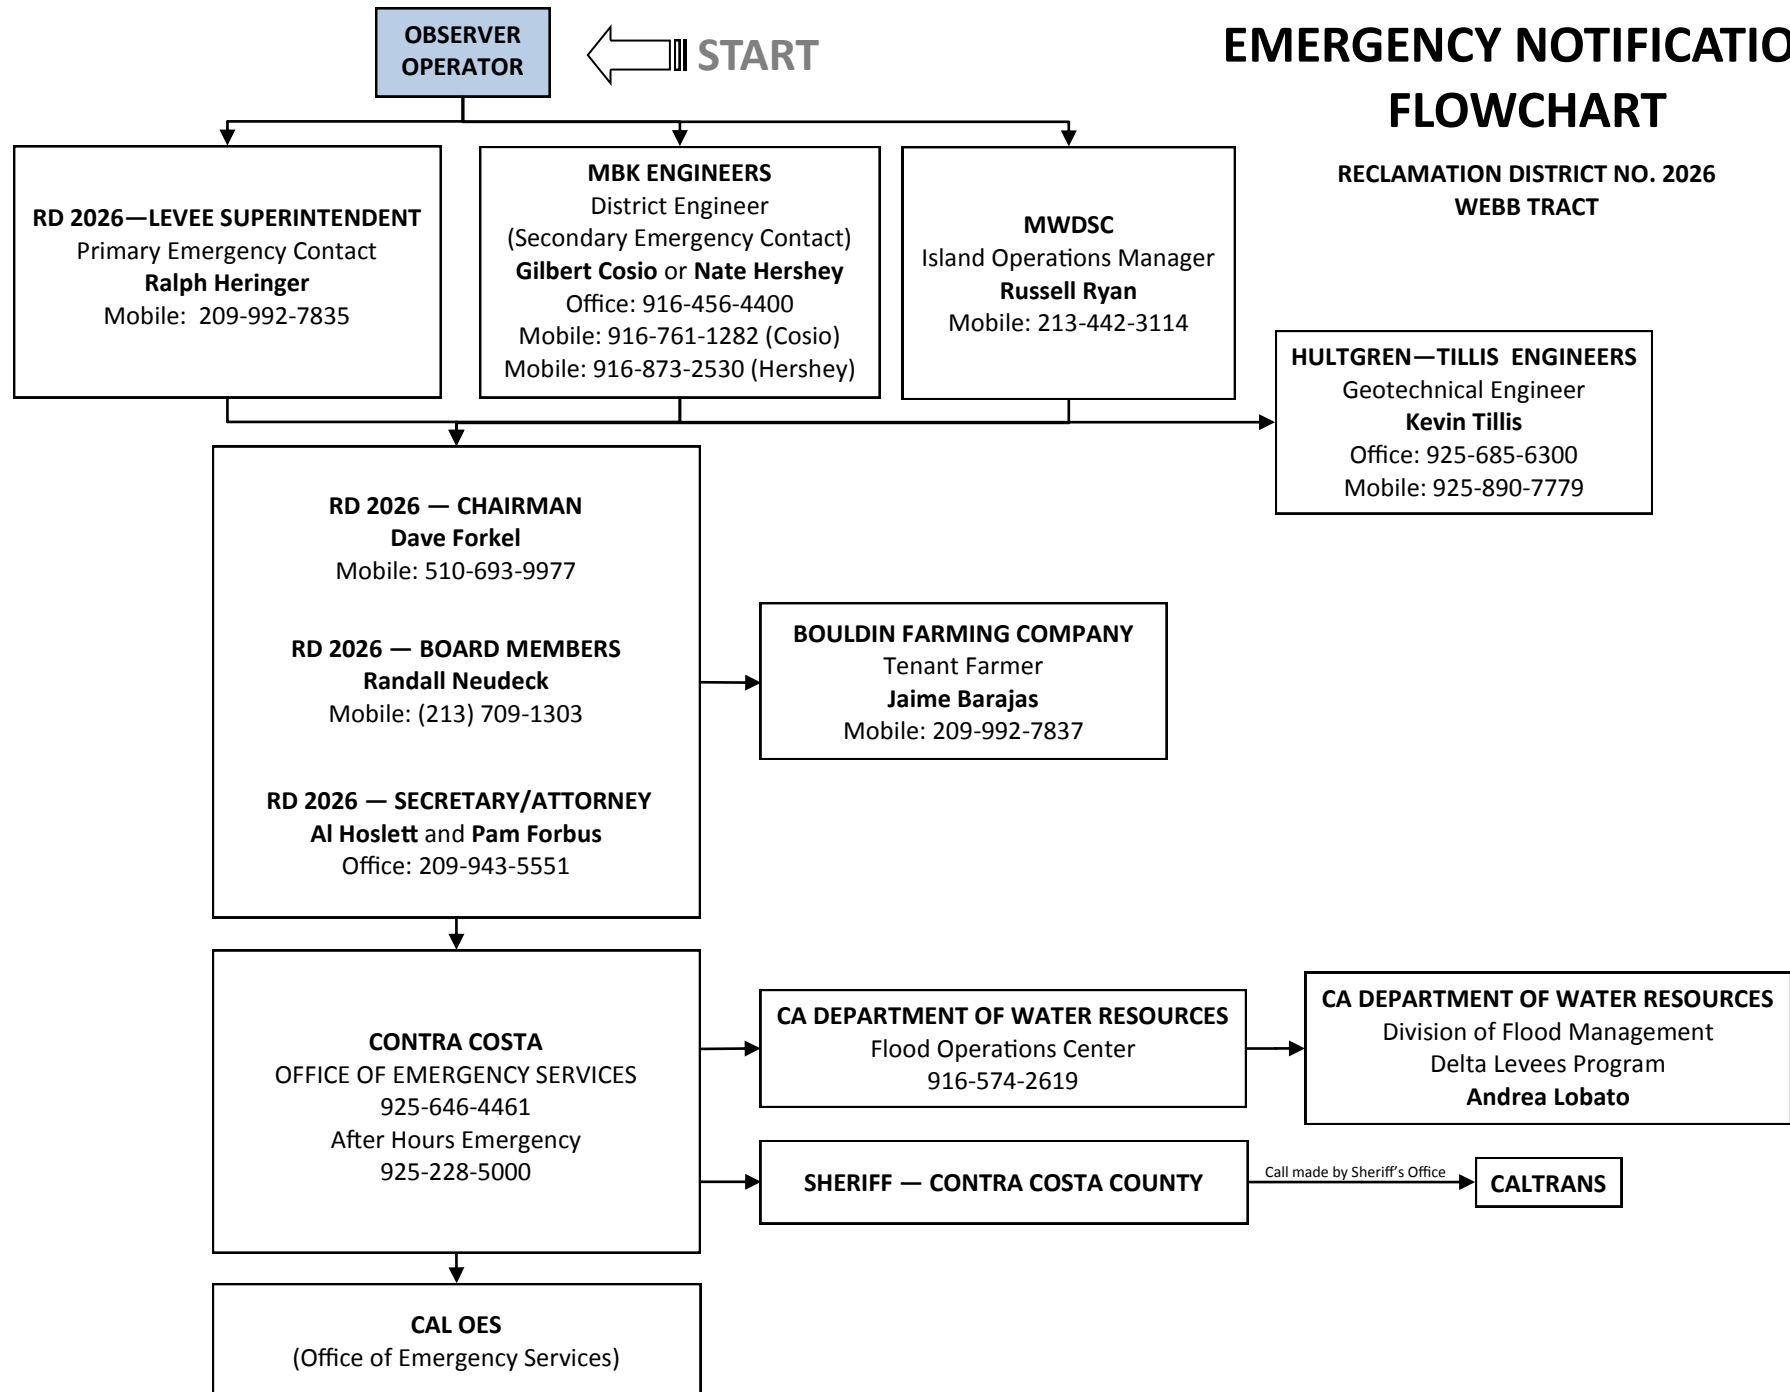 OBSERVER
OPERATOR
START
EMERGENCY NOTIFICATIO
FLOWCHART
RECLAMATION DISTRICT NO. 2026
WEBB TRACT
RD 2026—LEVEE SUPERINTENDENT
Primary Emergency Contact
Ralph Heringer
Mobile:  209-992-7835
MBK ENGINEERS
District Engineer
(Secondary Emergency Contact)
Gilbert Cosio or Nate Hershey
Office: 916-456-4400
Mobile: 916-761-1282 (Cosio)
Mobile: 916-873-2530 (Hershey)
MWDSC
Island Operations Manager
Russell Ryan
Mobile: 213-442-3114
HULTGREN—TILLIS  ENGINEERS
Geotechnical Engineer
Kevin Tillis
Office: 925-685-6300
Mobile: 925-890-7779
RD 2026 — CHAIRMAN
Dave Forkel
Mobile: 510-693-9977
RD 2026 — BOARD MEMBERS
Randall Neudeck
Mobile: (213) 709-1303
RD 2026 — SECRETARY/ATTORNEY
Al Hoslett and Pam Forbus
Office: 209-943-5551
BOULDIN FARMING COMPANY
Tenant Farmer
Jaime Barajas
Mobile: 209-992-7837
CONTRA COSTA
OFFICE OF EMERGENCY SERVICES
925-646-4461
After Hours Emergency
925-228-5000
CA DEPARTMENT OF WATER RESOURCES
Flood Operations Center
916-574-2619
CA DEPARTMENT OF WATER RESOURCES
Division of Flood Management
Delta Levees Program
Andrea Lobato
SHERIFF — CONTRA COSTA COUNTY
Call made by Sheriff's Office
CALTRANS
CAL OES
(Office of Emergency Services)